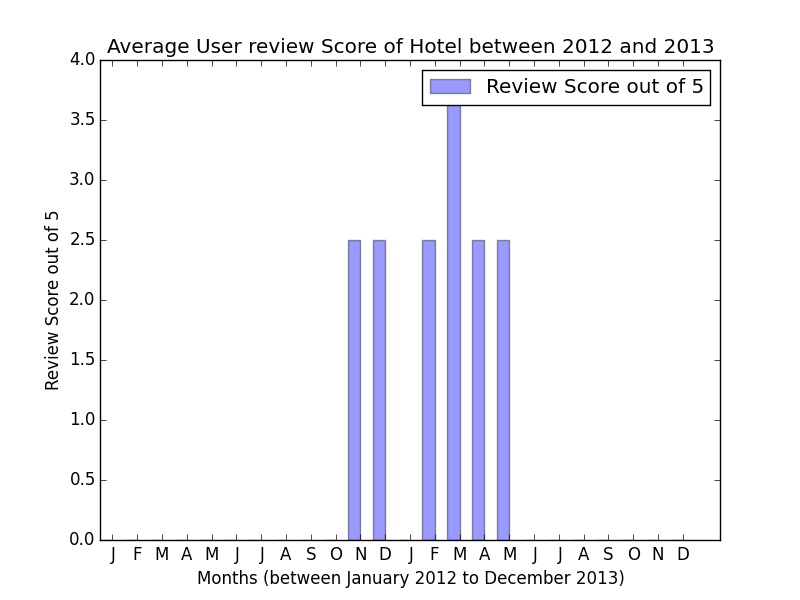 Average User review Score of Hotel between 2012 and 2013
Review Score out of 5
4.0
3.5
3.0
2.5
2.0
1.5
1.0
0.5
0.0
Review Score out of 5
J F M A M J J A S O N D J F M A M J J A S O N D
Months (between January 2012 to December 2013)